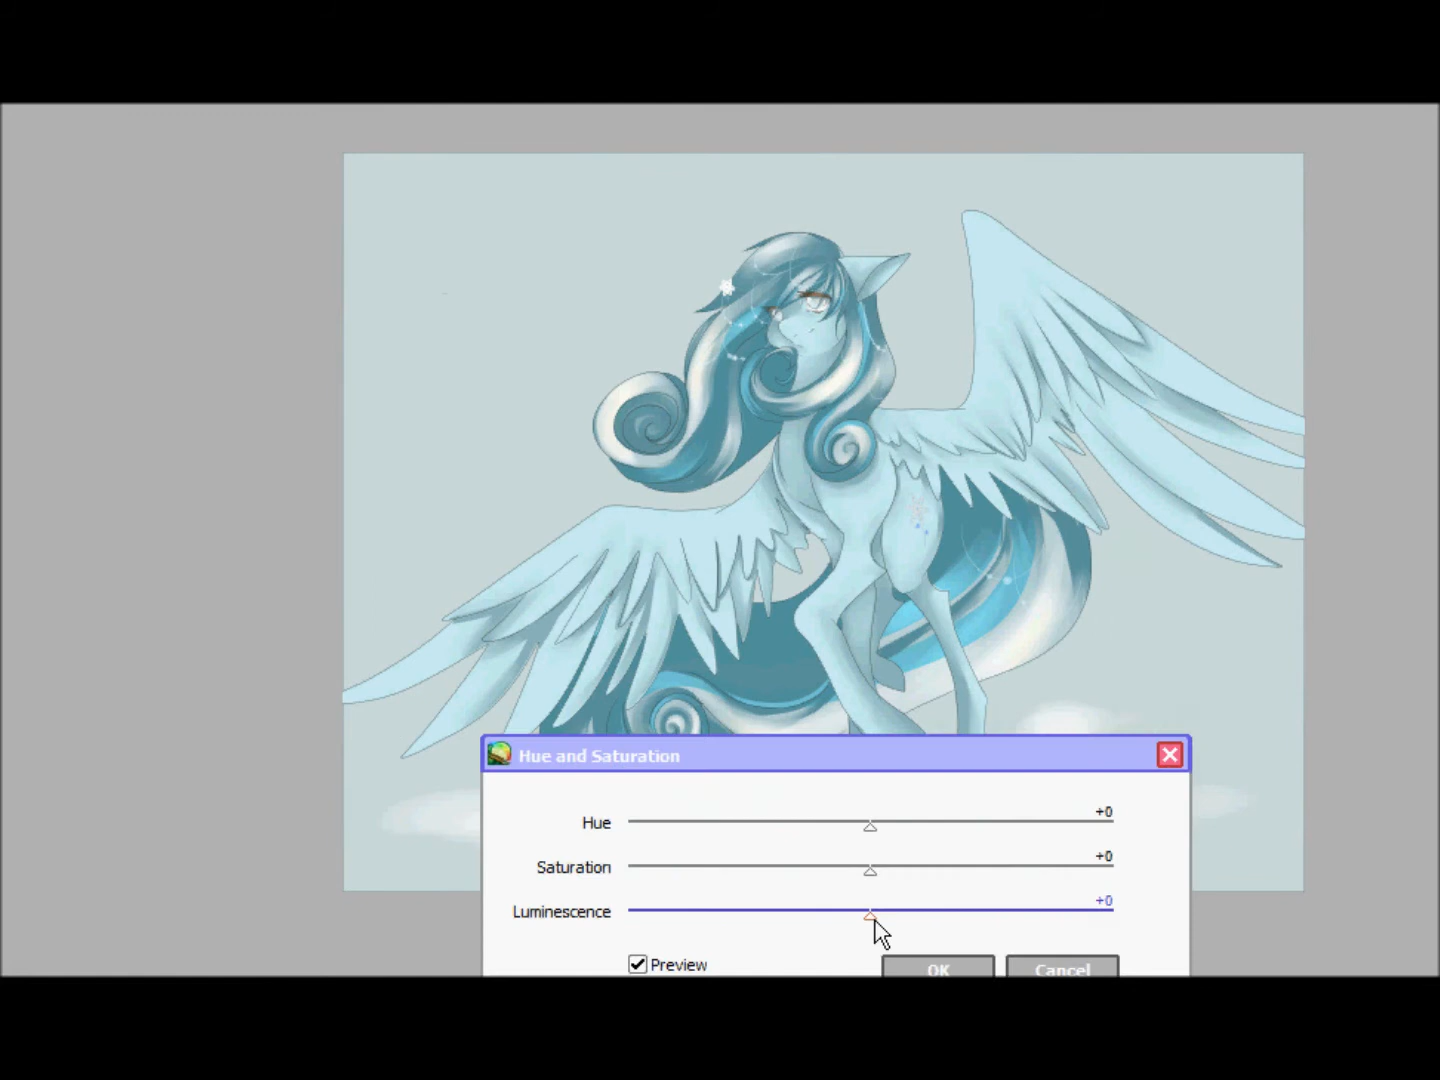 Hue and Saturation
Hue +0
Saturation +0
Luminescence +0
Preview OK Cancel